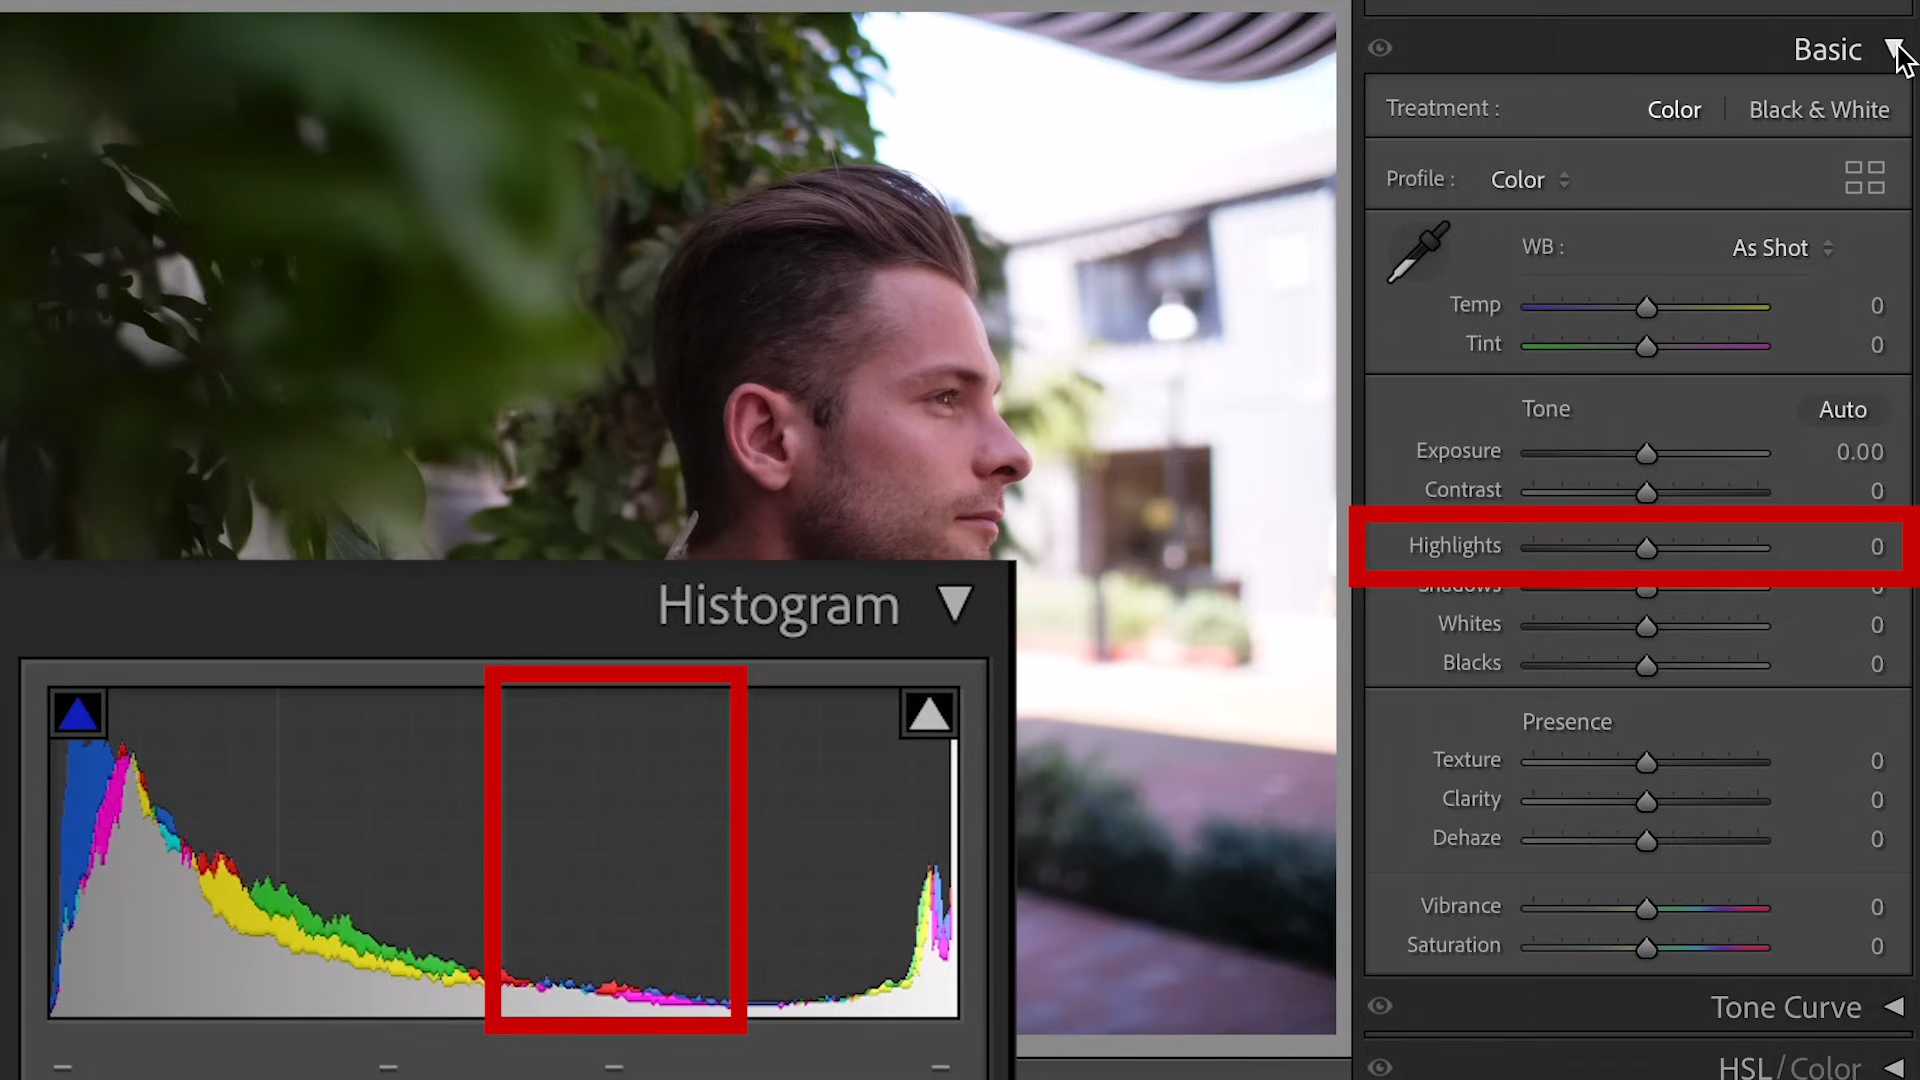 Basic
Treatment : Color Black & White
Profile : Color
WB : As Shot
Temp 0
Tint 0
Tone Auto
Exposure 0.00
Contrast 0
Highlights 0
Shadows 0
Whites 0
Blacks 0
Presence
Texture 0
Clarity 0
Dehaze 0
Vibrance 0
Saturation 0
Tone Curve
HSL / Color
Histogram